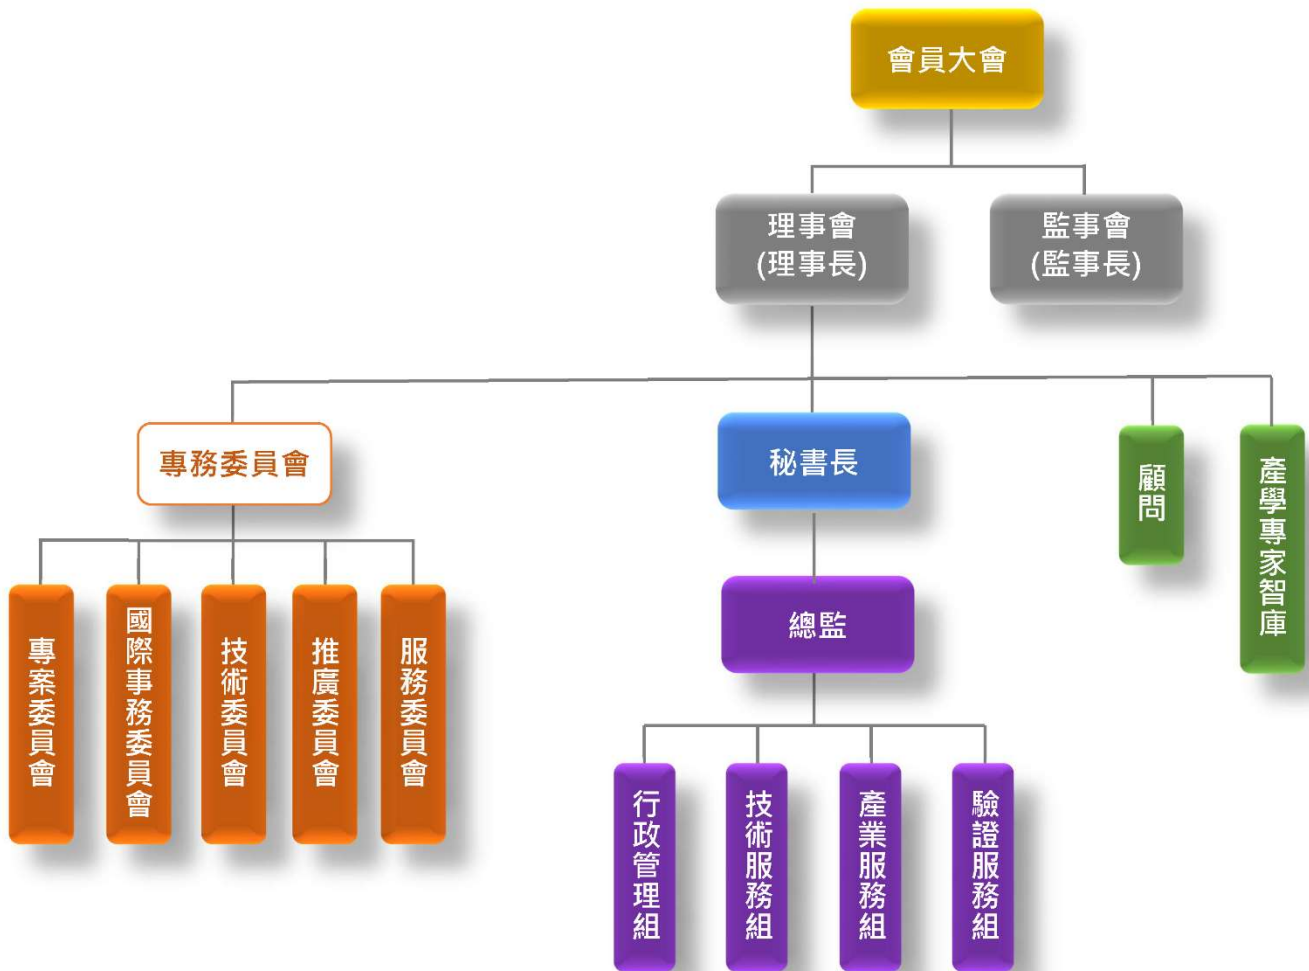 會員大會
理事會
(理事長)
監事會
(監事長)
專務委員會
秘書長
顧問
產學專家智庫
專案委員會
國際事務委員會
技術委員會
推廣委員會
服務委員會
總監
行政管理組
技術服務組
產業服務組
驗證服務組